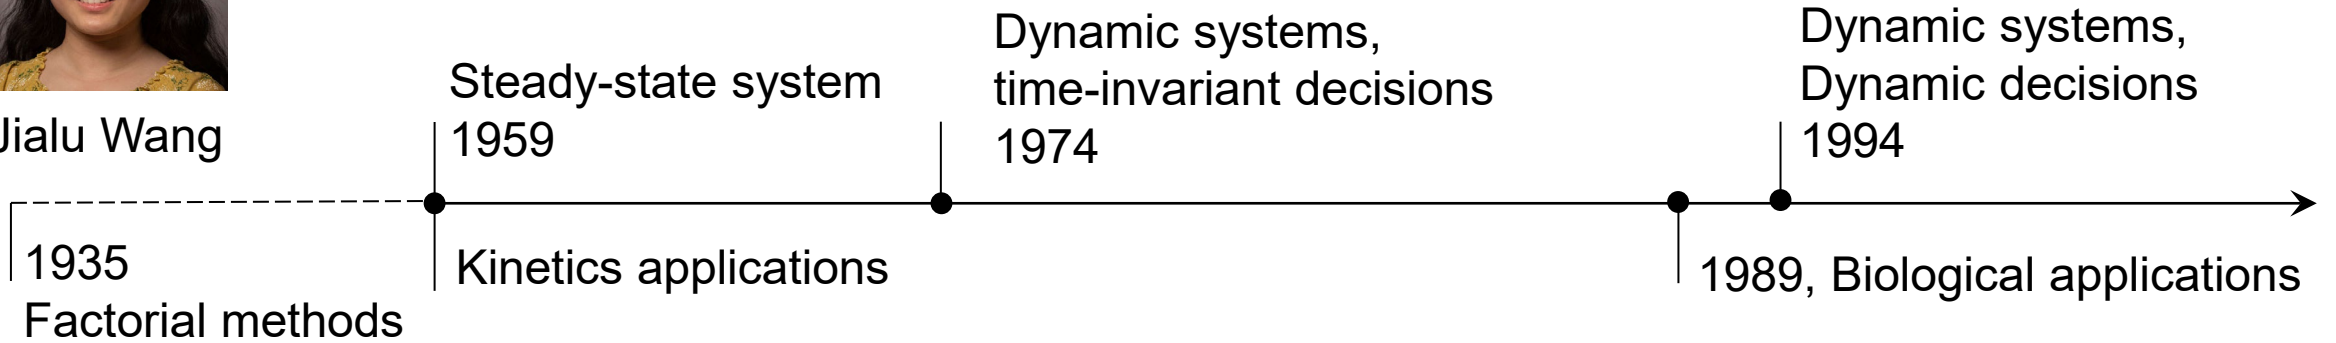 Jialu Wang
Steady-state system
1959
Dynamic systems,
time-invariant decisions
1974
Dynamic systems,
Dynamic decisions
1994
1935
Factorial methods
Kinetics applications
1989, Biological applications